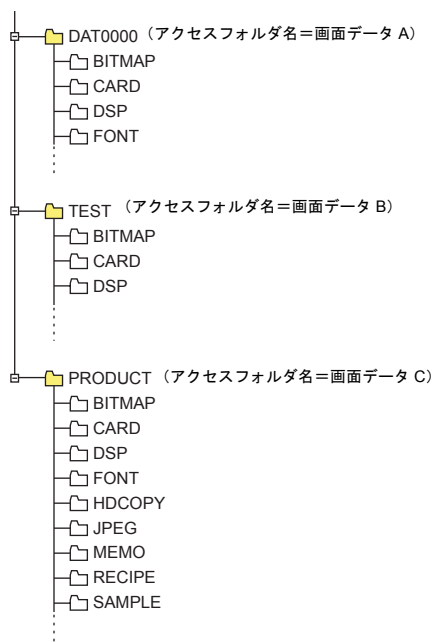 DAT0000（アクセスフォルダ名＝画面データ A）
BITMAP
CARD
DSP
FONT
TEST（アクセスフォルダ名＝画面データ B）
BITMAP
CARD
DSP
PRODUCT（アクセスフォルダ名＝画面データ C）
BITMAP
CARD
DSP
FONT
HDCOPY
JPEG
MEMO
RECIPE
SAMPLE